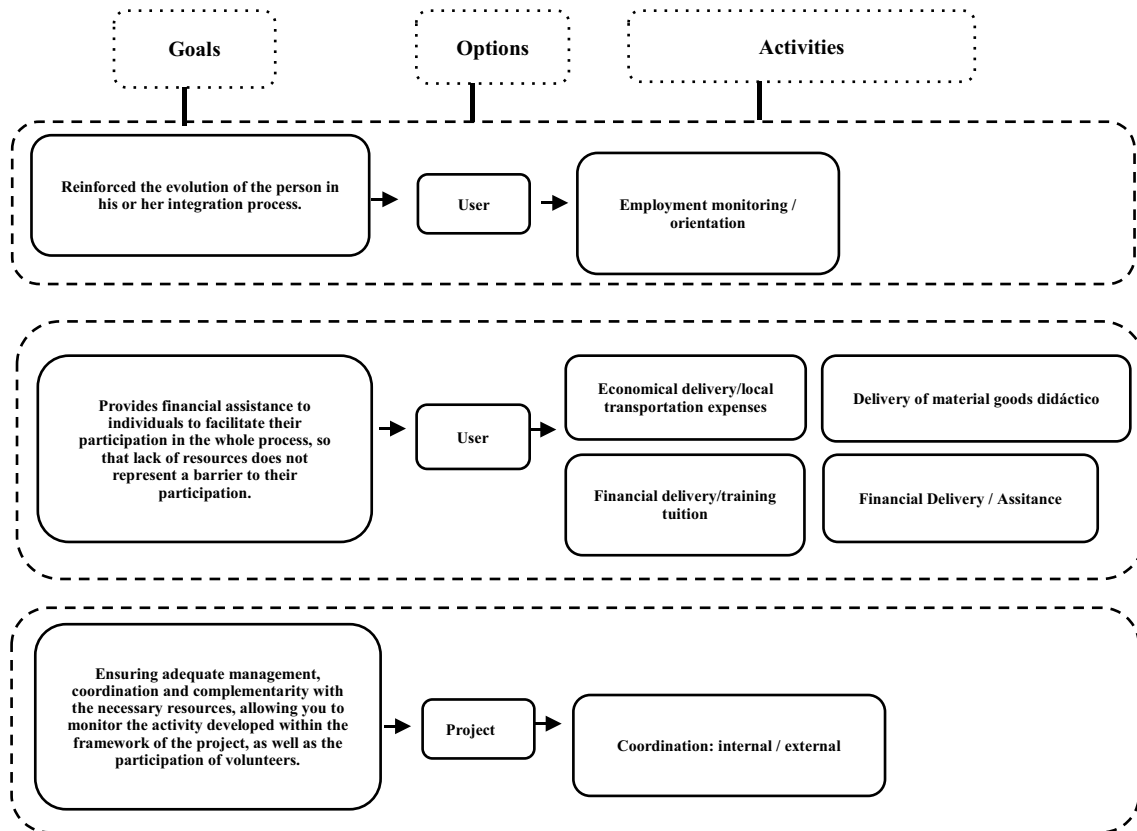 Goals
Options
Activities
Reinforced the evolution of the person in
his or her integration process.
User
Employment monitoring /
orientation
Provides financial assistance to
individuals to facilitate their
participation in the whole process, so
that lack of resources does not
represent a barrier to their
participation.
User
Economical delivery/local
transportation expenses
Delivery of material goods didáctico
Financial delivery/training
tuition
Financial Delivery / Assitance
Ensuring adequate management,
coordination and complementarity with
the necessary resources, allowing you to
monitor the activity developed within the
framework of the project, as well as the
participation of volunteers.
Project
Coordination: internal / external